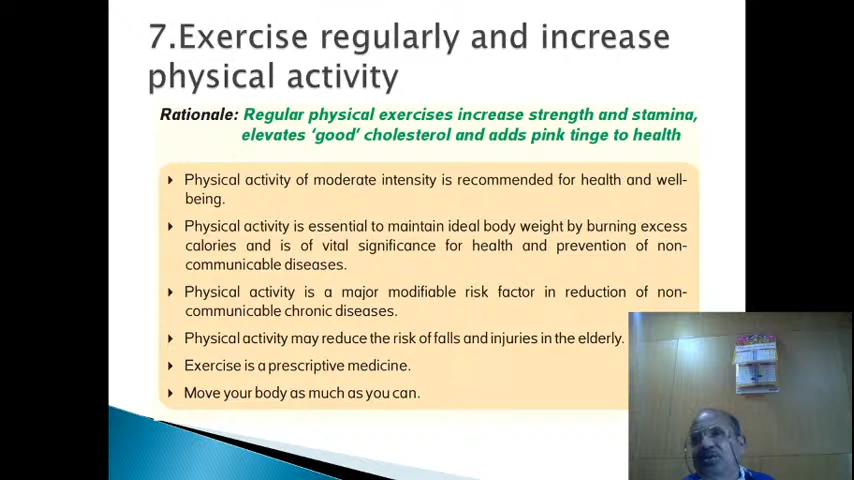 7.Exercise regularly and increase
physical activity
Rationale: Regular physical exercises increase strength and stamina,
elevates ‘good’ cholesterol and adds pink tinge to health
Physical activity of moderate intensity is recommended for health and well-
being.
Physical activity is essential to maintain ideal body weight by burning excess
calories and is of vital significance for health and prevention of non-
communicable diseases.
Physical activity is a major modifiable risk factor in reduction of non-
communicable chronic diseases.
Physical activity may reduce the risk of falls and injuries in the elderly.
Exercise is a prescriptive medicine.
Move your body as much as you can.